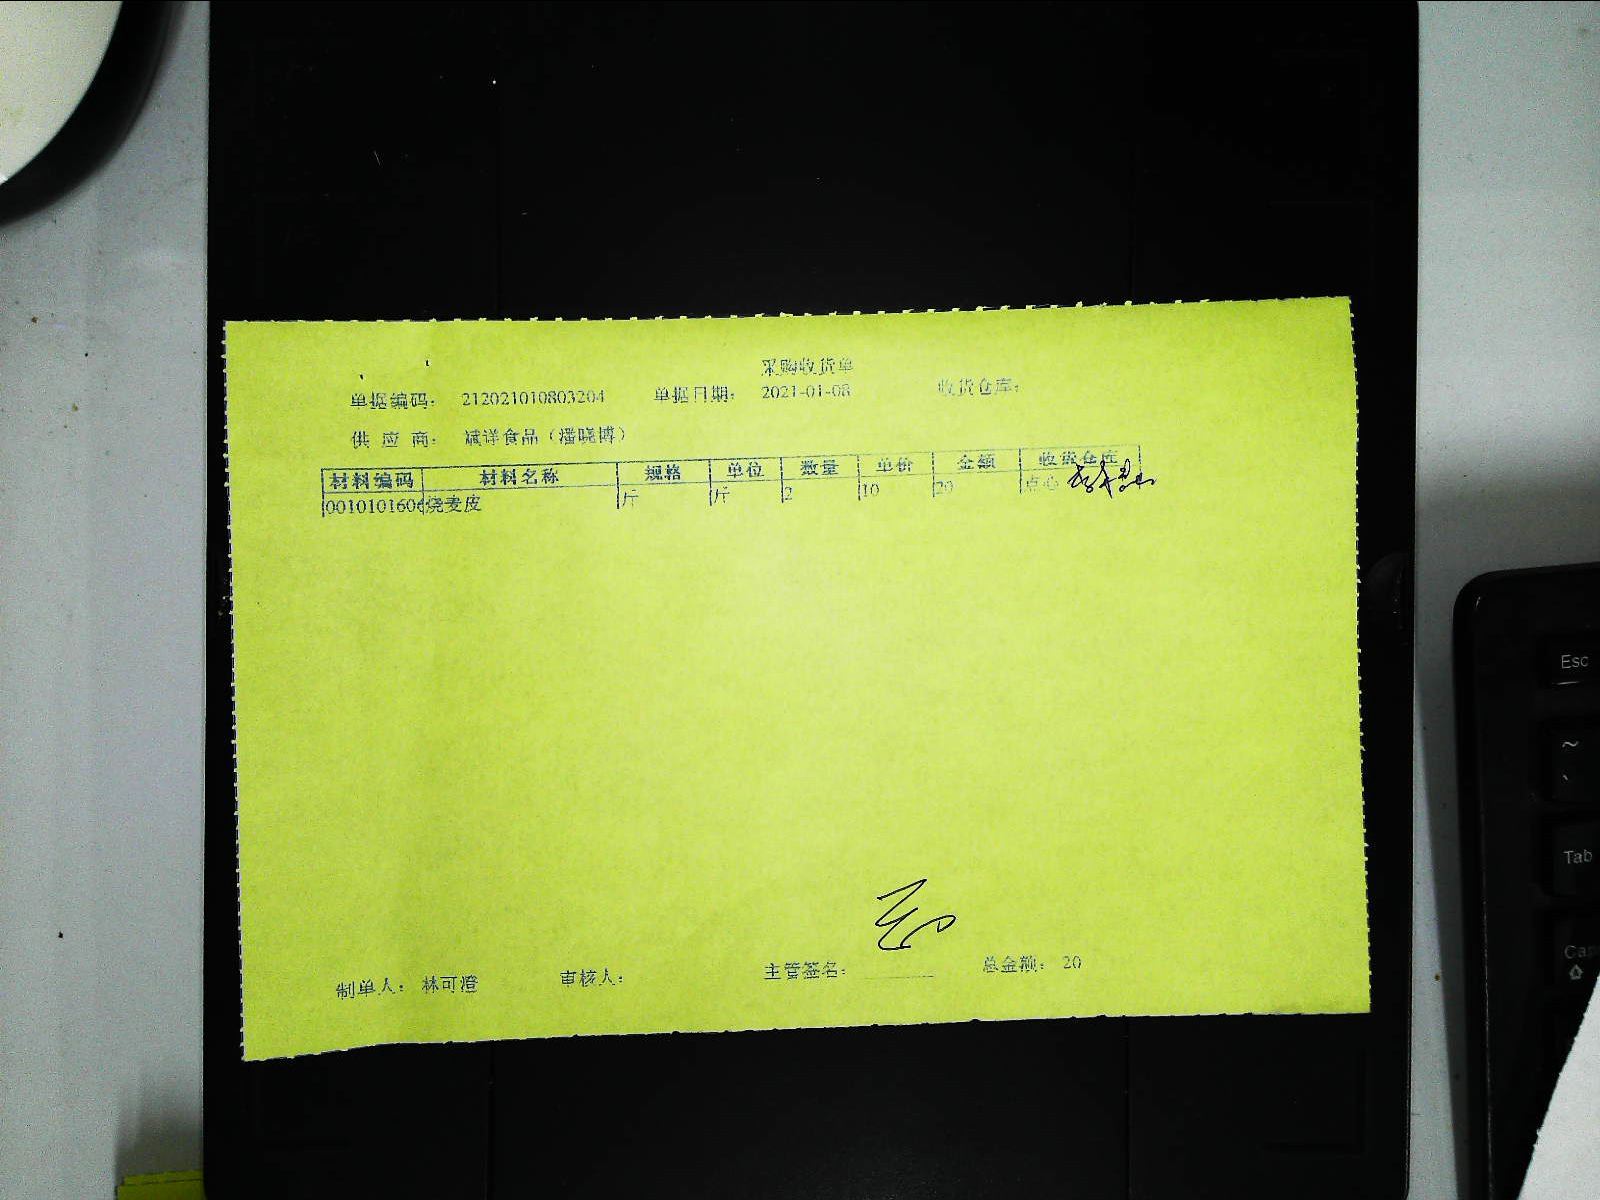 采购收货单
单据编码： 212021010803204 单据日期： 2021-01-08 收货仓库：
供 应 商： 斌洋食品（潘晓博）
材料编码 材料名称 规格 单位 数量 单价 金额 收货仓库
0010101606 烧麦皮 斤 斤 2 10 20 点心
制单人： 林可澄 审核人： 主管签名： 总金额： 20
Esc
~
`
Tab
Cap